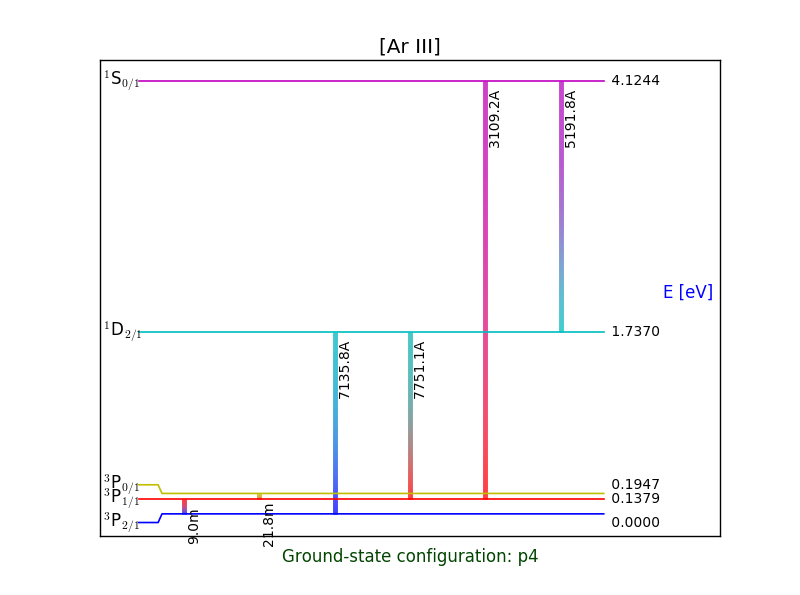 [Ar III]
¹S₀/₁
4.1244
3109.2A
5191.8A
E [eV]
¹D₂/₁
1.7370
7135.8A
7751.1A
³P₀/₁
0.1947
³P₁/₁
0.1379
³P₂/₁
0.0000
9.0m
21.8m
Ground-state configuration: p4